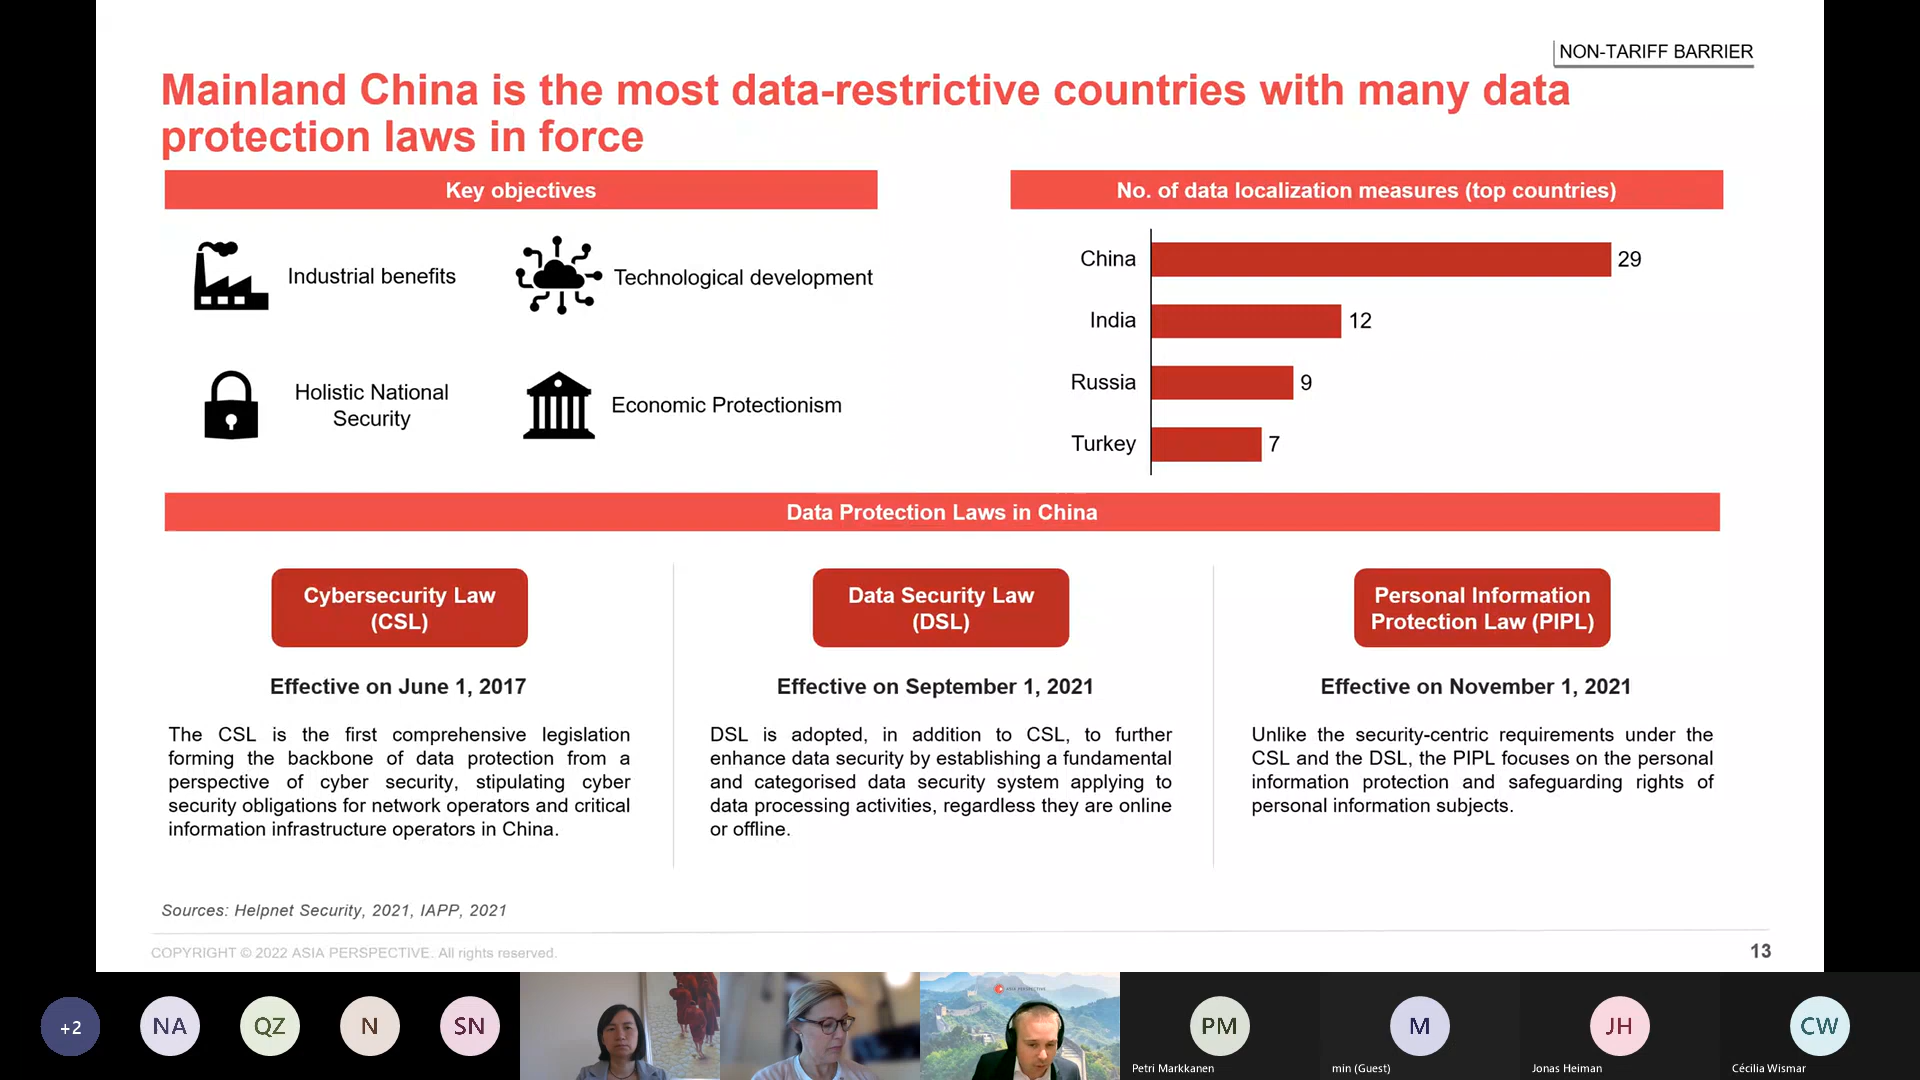 NON-TARIFF BARRIER
Mainland China is the most data-restrictive countries with many data
protection laws in force
Key objectives
Industrial benefits
Technological development
Holistic National
Security
Economic Protectionism
No. of data localization measures (top countries)
China 29
India 12
Russia 9
Turkey 7
Data Protection Laws in China
Cybersecurity Law
(CSL)
Effective on June 1, 2017
The CSL is the first comprehensive legislation
forming the backbone of data protection from a
perspective of cyber security, stipulating cyber
security obligations for network operators and critical
information infrastructure operators in China.
Data Security Law
(DSL)
Effective on September 1, 2021
DSL is adopted, in addition to CSL, to further
enhance data security by establishing a fundamental
and categorised data security system applying to
data processing activities, regardless they are online
or offline.
Personal Information
Protection Law (PIPL)
Effective on November 1, 2021
Unlike the security-centric requirements under the
CSL and the DSL, the PIPL focuses on the personal
information protection and safeguarding rights of
personal information subjects.
Sources: Helpnet Security, 2021, IAPP, 2021
COPYRIGHT © 2022 ASIA PERSPECTIVE. All rights reserved.
13
+2
NA
QZ
N
SN
ASIA PERSPECTIVE
PM
Petri Markkanen
M
min (Guest)
JH
Jonas Heiman
CW
Cécilia Wismar